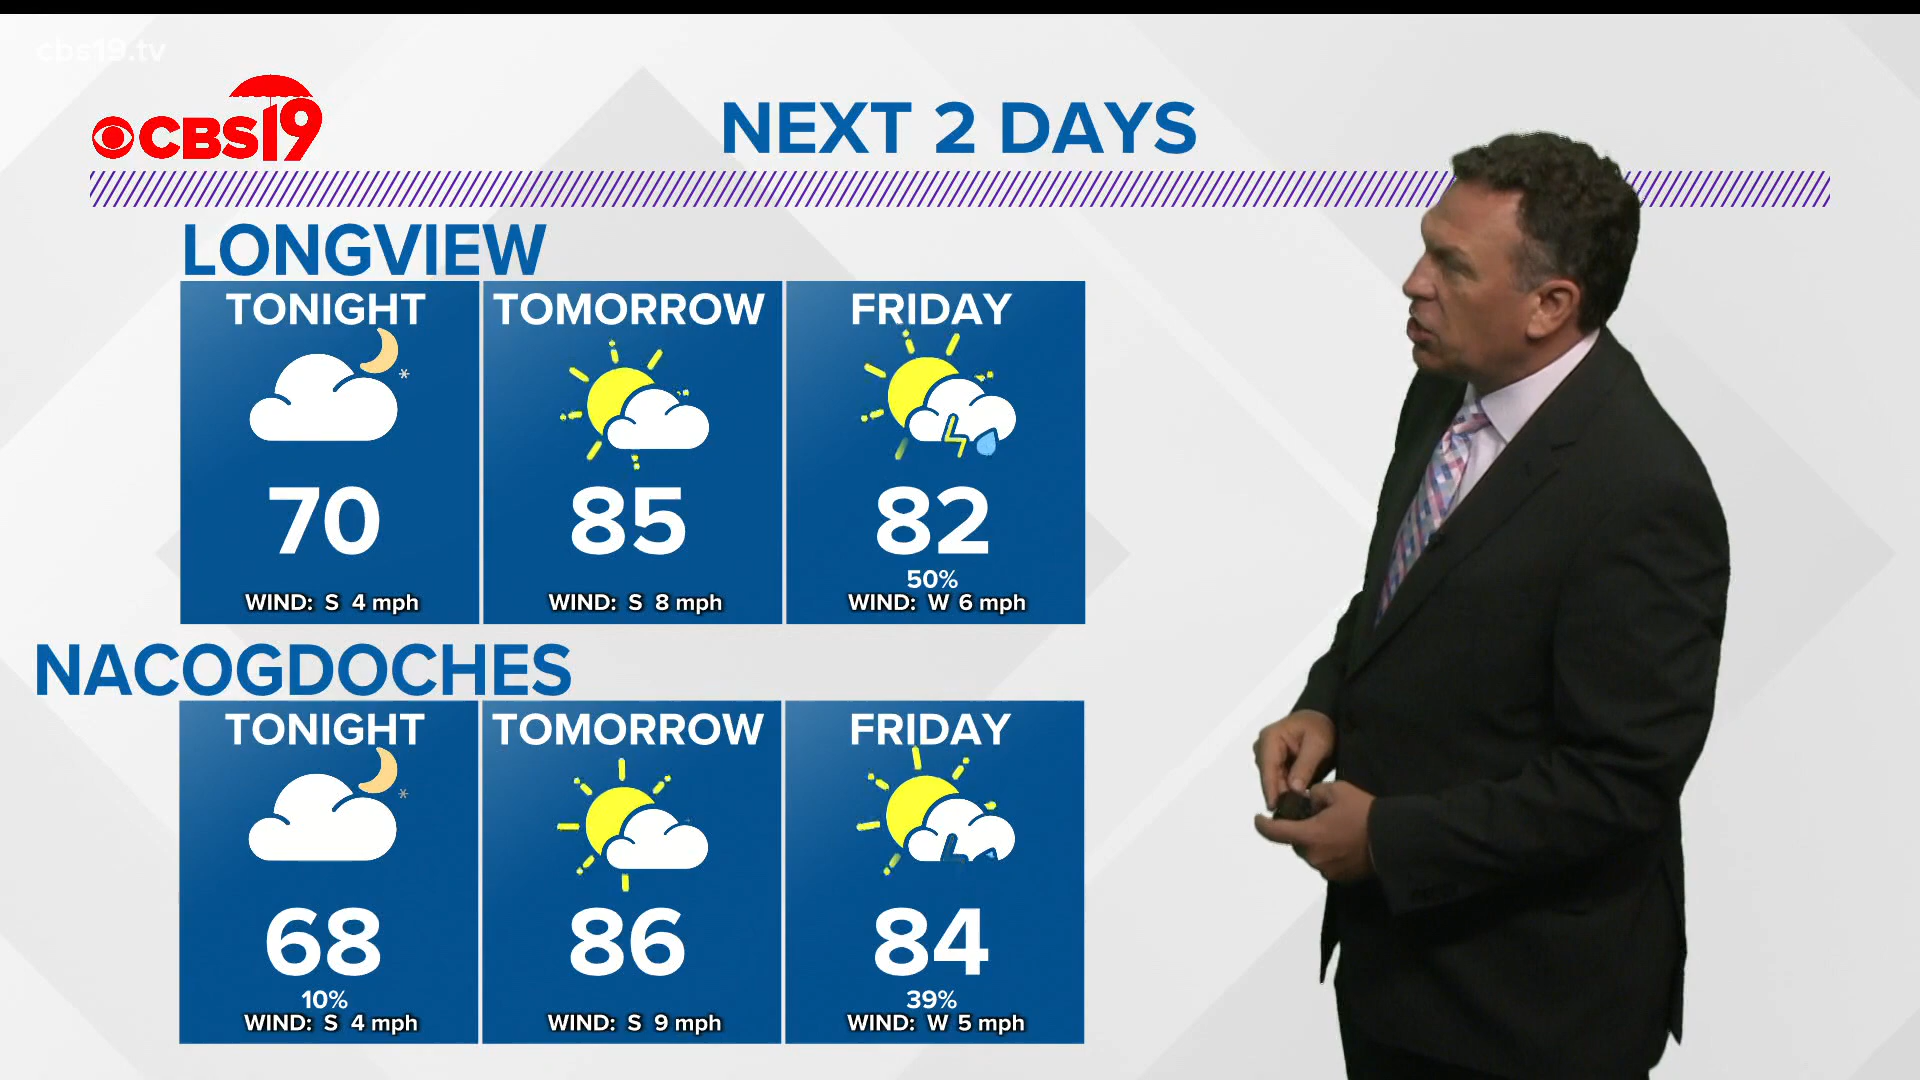 cbs19.tv
CBS19
NEXT 2 DAYS
LONGVIEW
TONIGHT
70
WIND: S 4 mph
TOMORROW
85
WIND: S 8 mph
FRIDAY
82
50%
WIND: W 6 mph
NACOGDOCHES
TONIGHT
68
10%
WIND: S 4 mph
TOMORROW
86
WIND: S 9 mph
FRIDAY
84
39%
WIND: W 5 mph